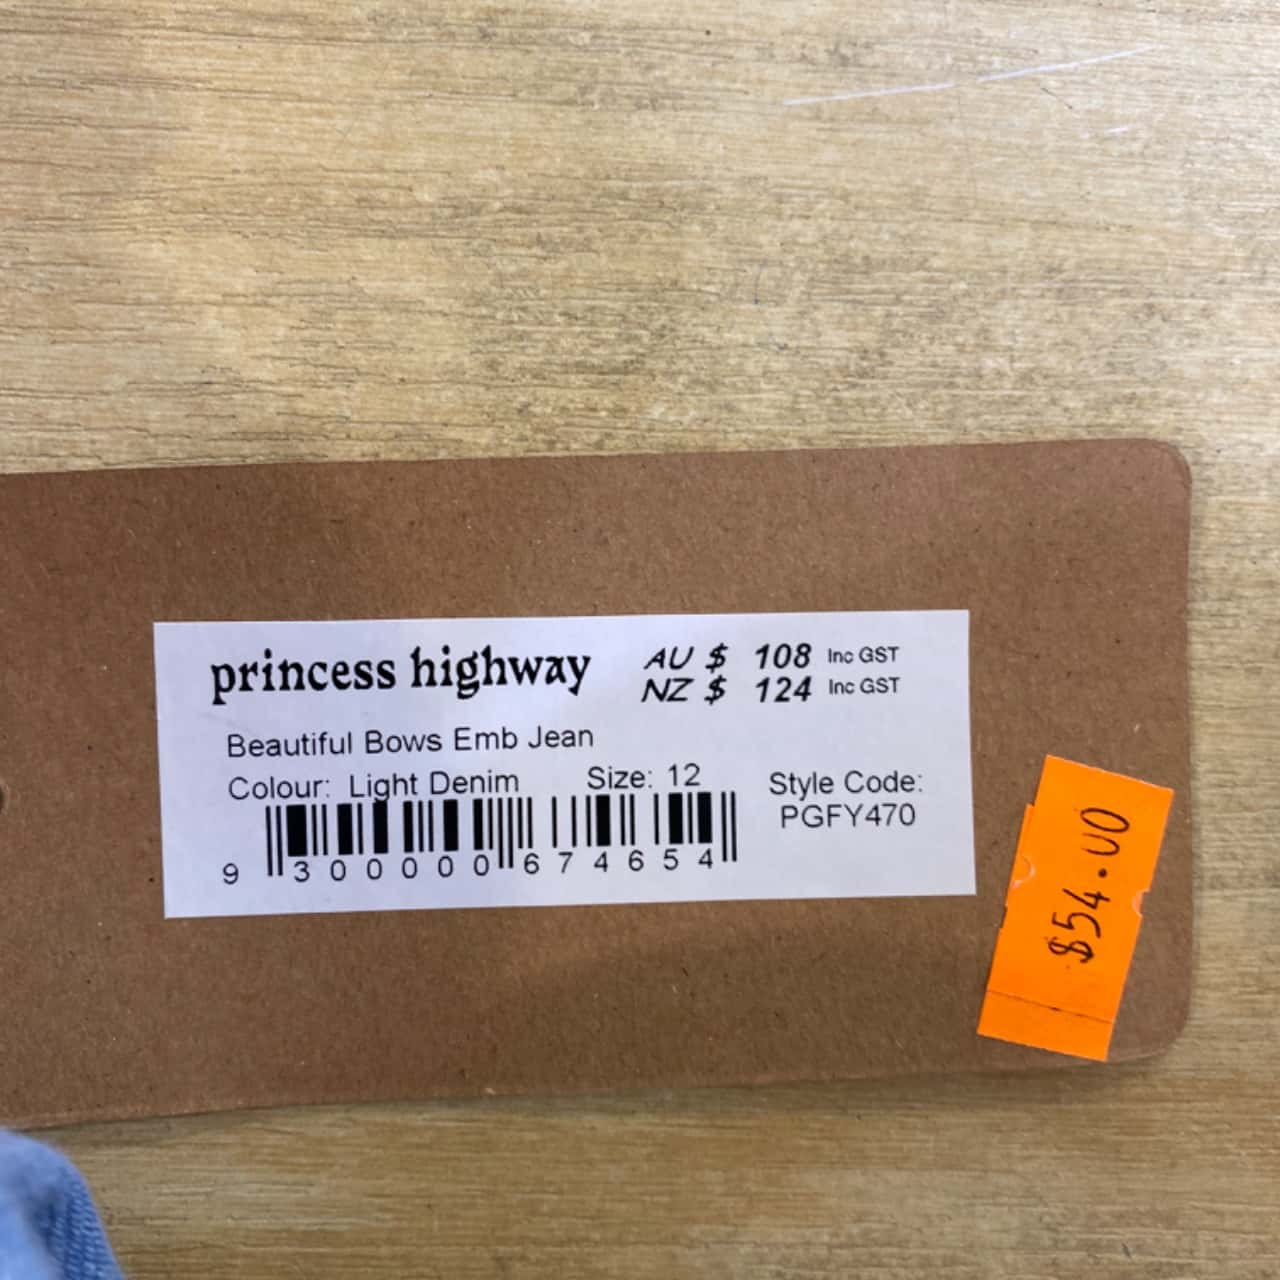 princess highway
AU $ 108 Inc GST
NZ $ 124 Inc GST
Beautiful Bows Emb Jean
Colour: Light Denim Size: 12
Style Code:
PGFY470
9 300000 674654
$54.00